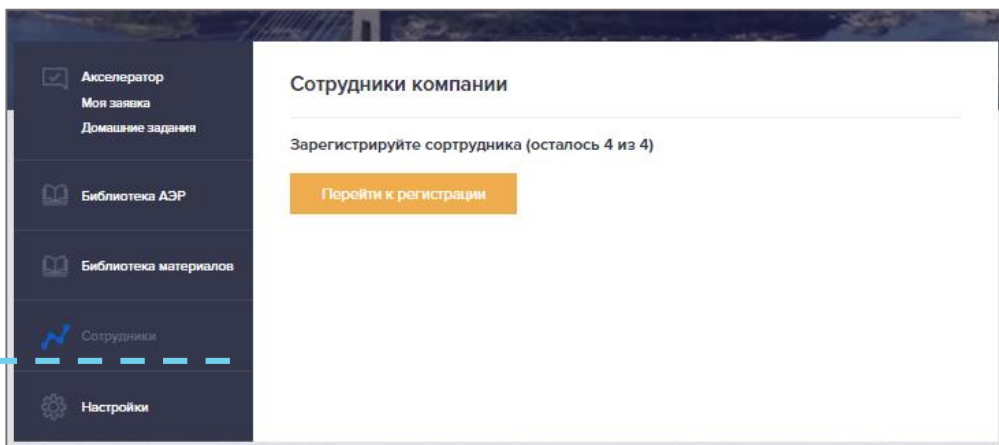 Акселератор
Моя заявка
Домашние задания
Библиотека АЭР
Библиотека материалов
Сотрудники
Настройки
Сотрудники компании
Зарегистрируйте сортрудника (осталось 4 из 4)
Перейти к регистрации